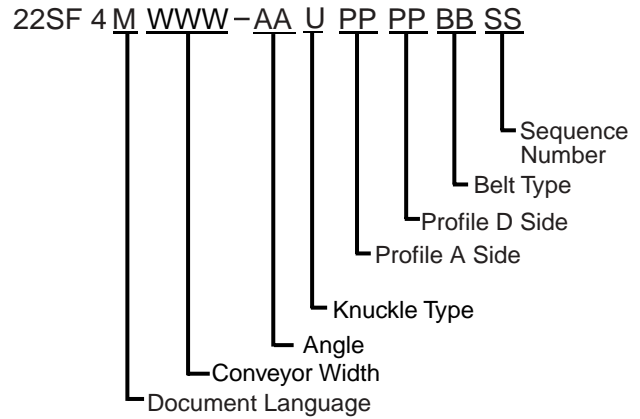 22SF 4 M WWW – AA U PP PP BB SS
Sequence
Number
Belt Type
Profile D Side
Profile A Side
Knuckle Type
Angle
Conveyor Width
Document Language